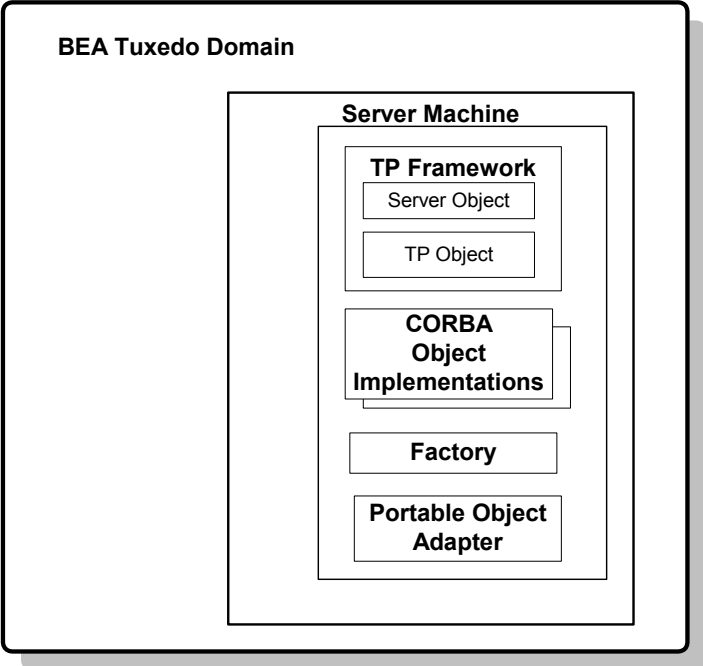 BEA Tuxedo Domain
Server Machine
TP Framework
Server Object
TP Object
CORBA
Object
Implementations
Factory
Portable Object
Adapter